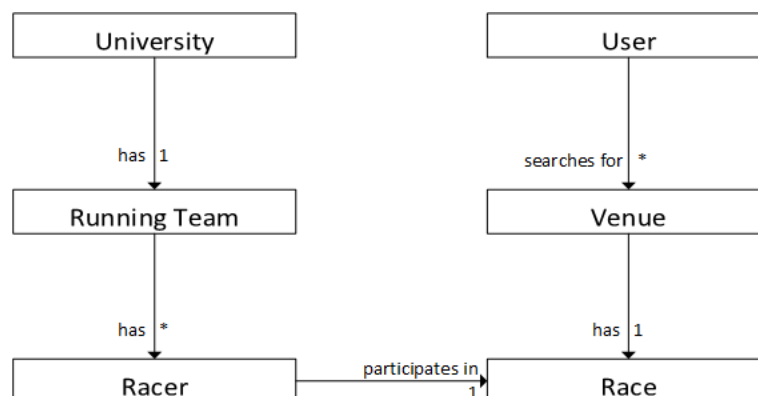 University
User
has 1
searches for *
Running Team
Venue
has *
has 1
participates in
1
Racer
Race